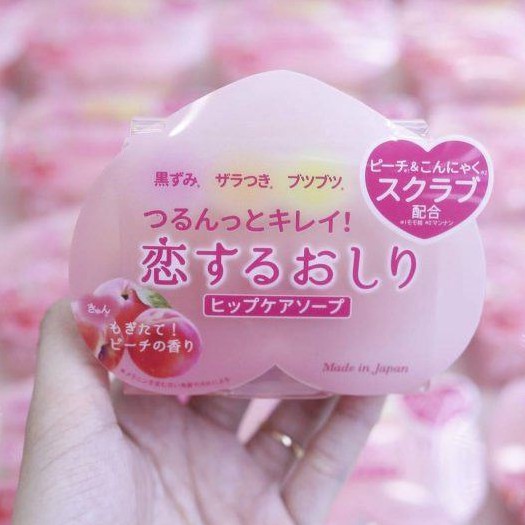 黒ずみ、ザラつき、ブツブツ、
つるんっとキレイ!
恋するおしり
ヒップケアソープ
ピーチ&こんにゃく
スクラブ
配合
きゅん
もぎたて!
ピーチの香り
Made in Japan